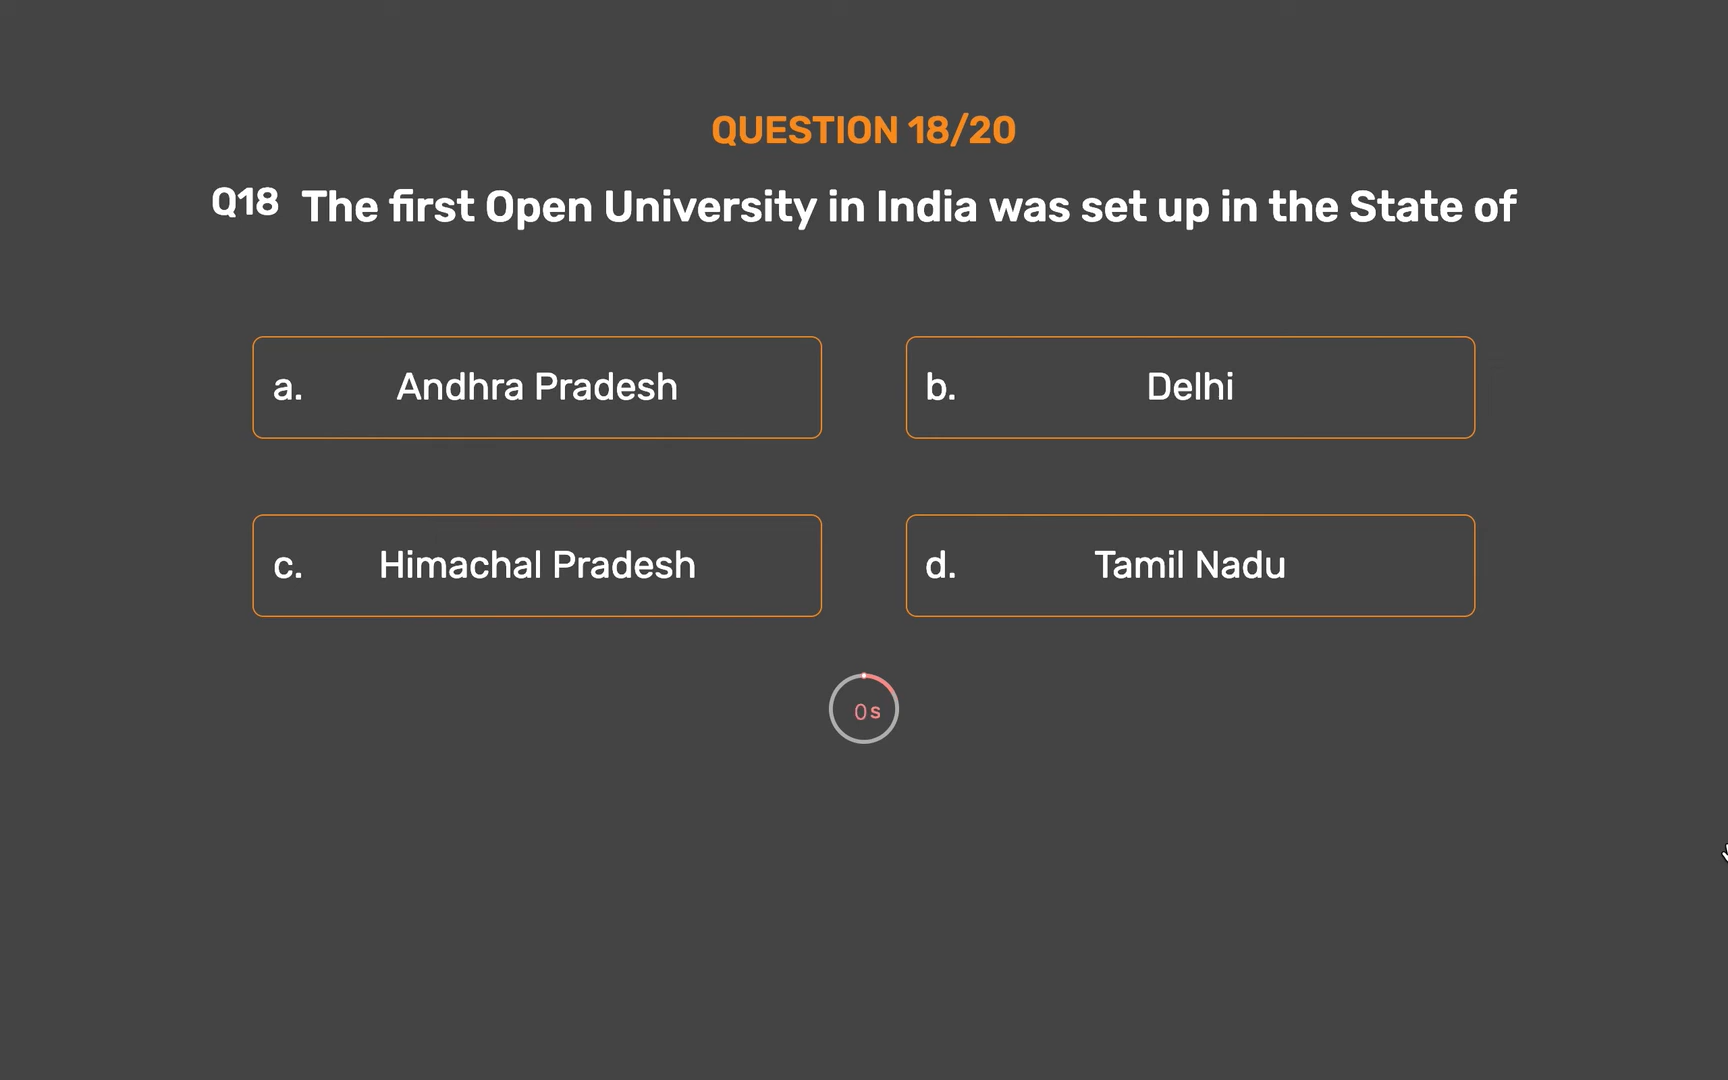 QUESTION 18/20
Q18 The first Open University in India was set up in the State of
a. Andhra Pradesh
b. Delhi
c. Himachal Pradesh
d. Tamil Nadu
0s